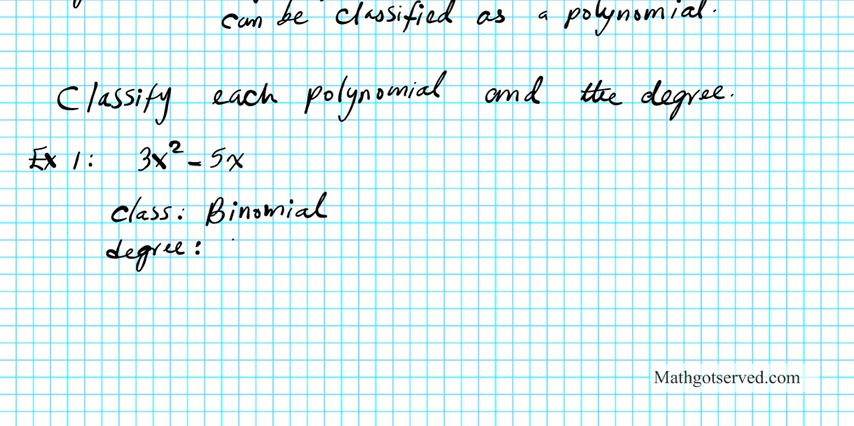 can be classified as a polynomial.
Classify each polynomial and the degree.
Ex 1: 3x² - 5x
class: Binomial
degree:
Mathgotserved.com